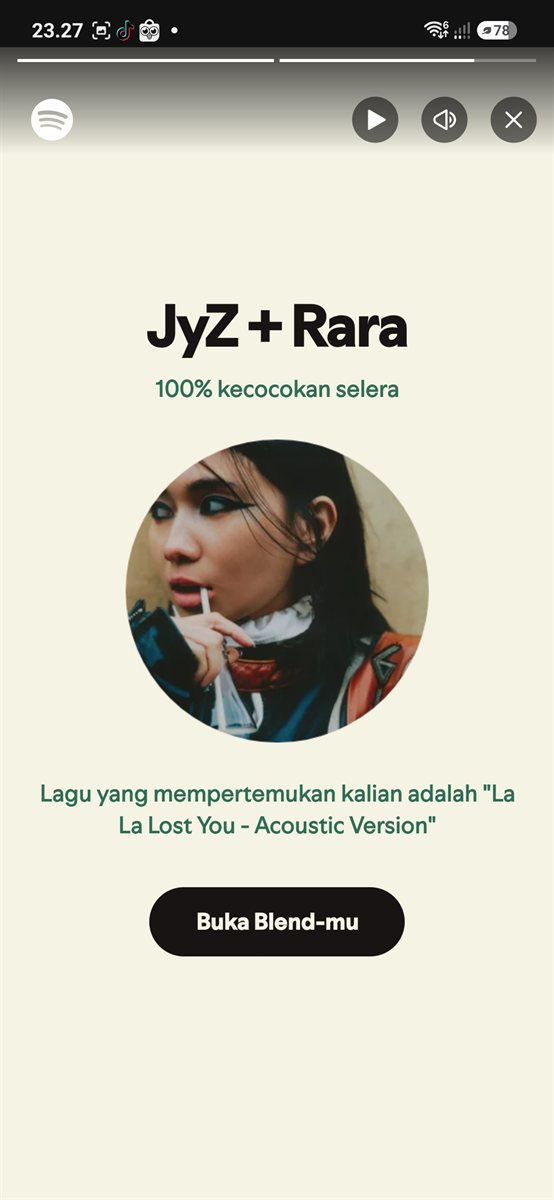 23.27
6
78
JyZ + Rara
100% kecocokan selera
Lagu yang mempertemukan kalian adalah "La
La Lost You - Acoustic Version"
Buka Blend-mu